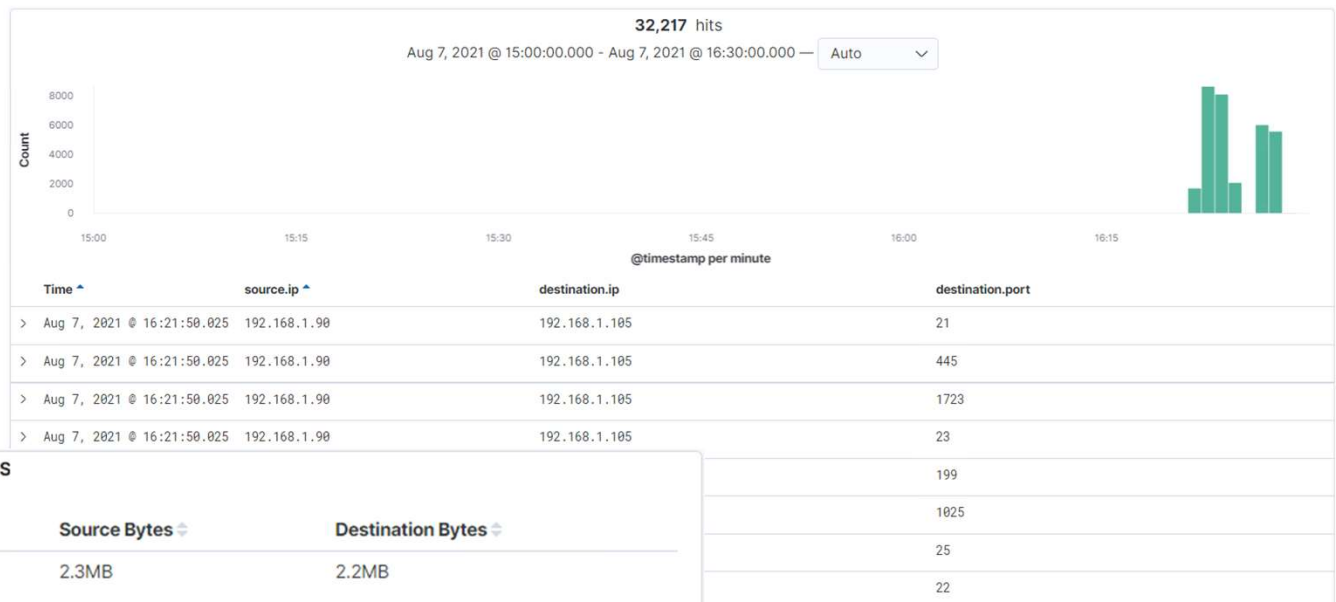 32,217 hits
Aug 7, 2021 @ 15:00:00.000 - Aug 7, 2021 @ 16:30:00.000 — Auto
Count
8000
6000
4000
2000
0
15:00 15:15 15:30 15:45 16:00 16:15
@timestamp per minute
Time source.ip destination.ip destination.port
> Aug 7, 2021 @ 16:21:50.025 192.168.1.90 192.168.1.105 21
> Aug 7, 2021 @ 16:21:50.025 192.168.1.90 192.168.1.105 445
> Aug 7, 2021 @ 16:21:50.025 192.168.1.90 192.168.1.105 1723
> Aug 7, 2021 @ 16:21:50.025 192.168.1.90 192.168.1.105 23
s
199
1025
25
22
Source Bytes Destination Bytes
2.3MB 2.2MB